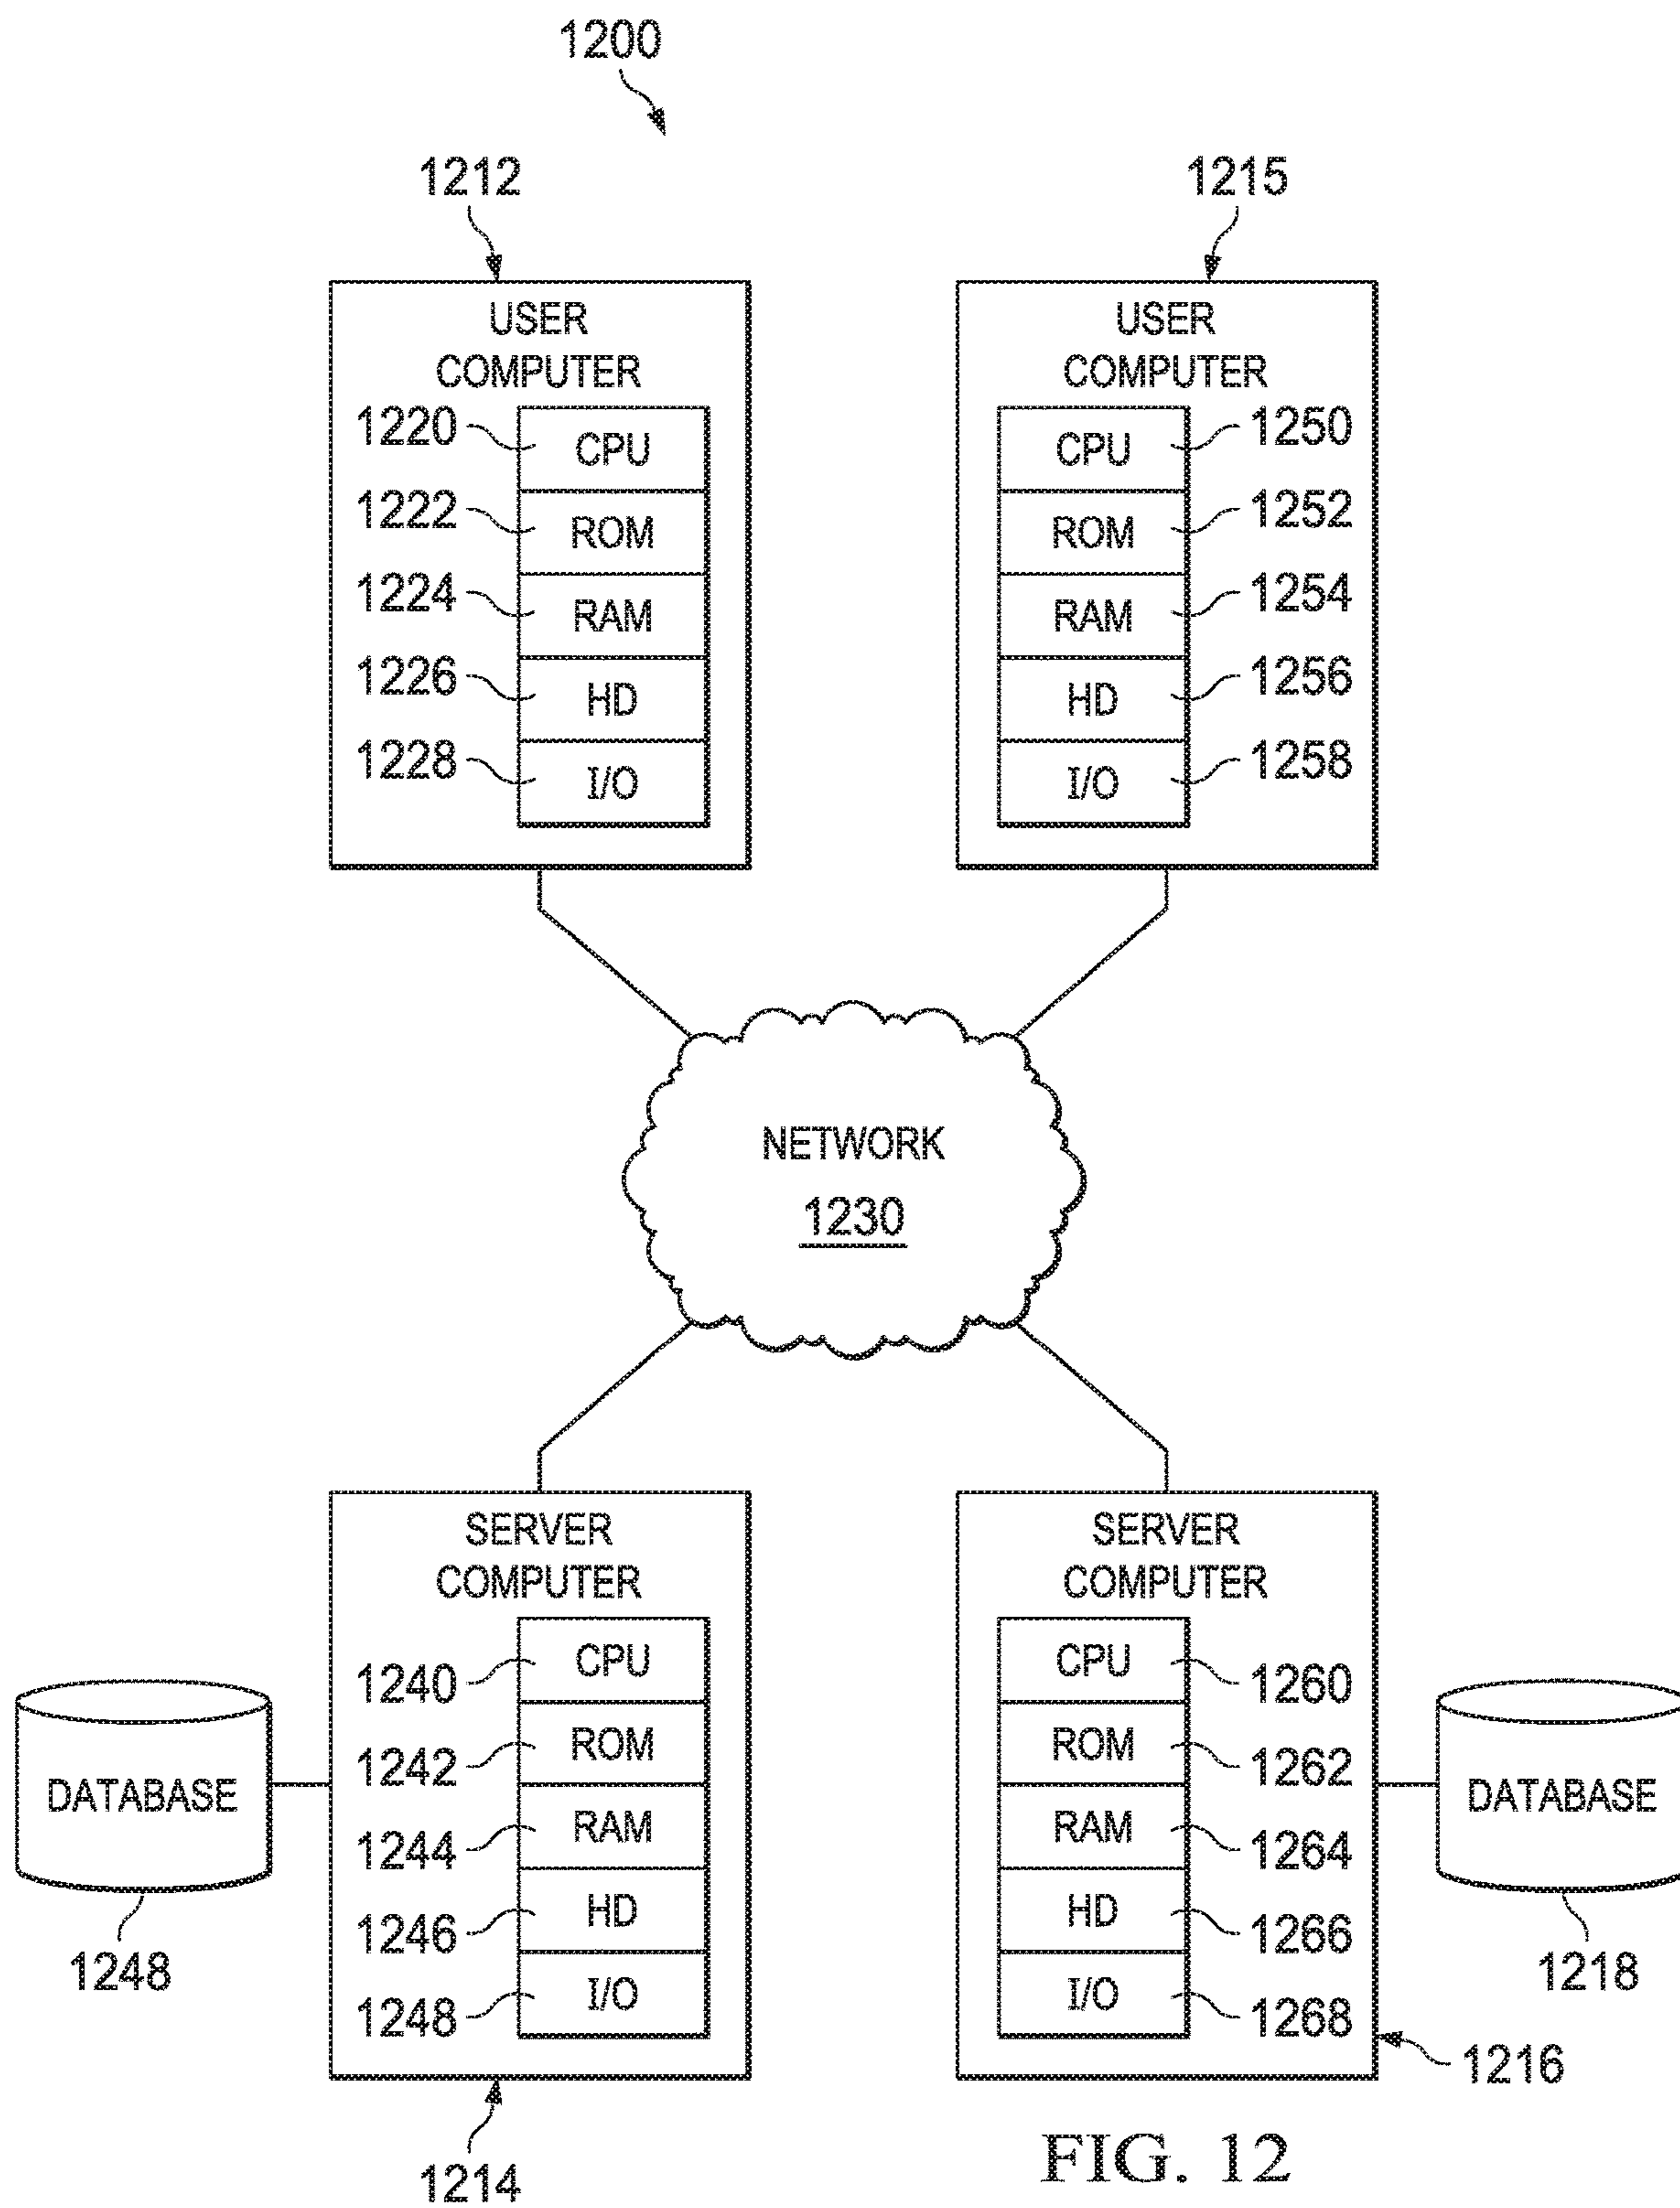 1200
1212
1215
USER
COMPUTER
1220
CPU
1222
ROM
1224
RAM
1226
HD
1228
I/O
USER
COMPUTER
CPU
1250
ROM
1252
RAM
1254
HD
1256
I/O
1258
NETWORK
1230
SERVER
COMPUTER
1240
CPU
1242
ROM
1244
RAM
1246
HD
1248
I/O
DATABASE
1248
1214
SERVER
COMPUTER
CPU
1260
ROM
1262
RAM
1264
HD
1266
I/O
1268
DATABASE
1218
1216
FIG. 12